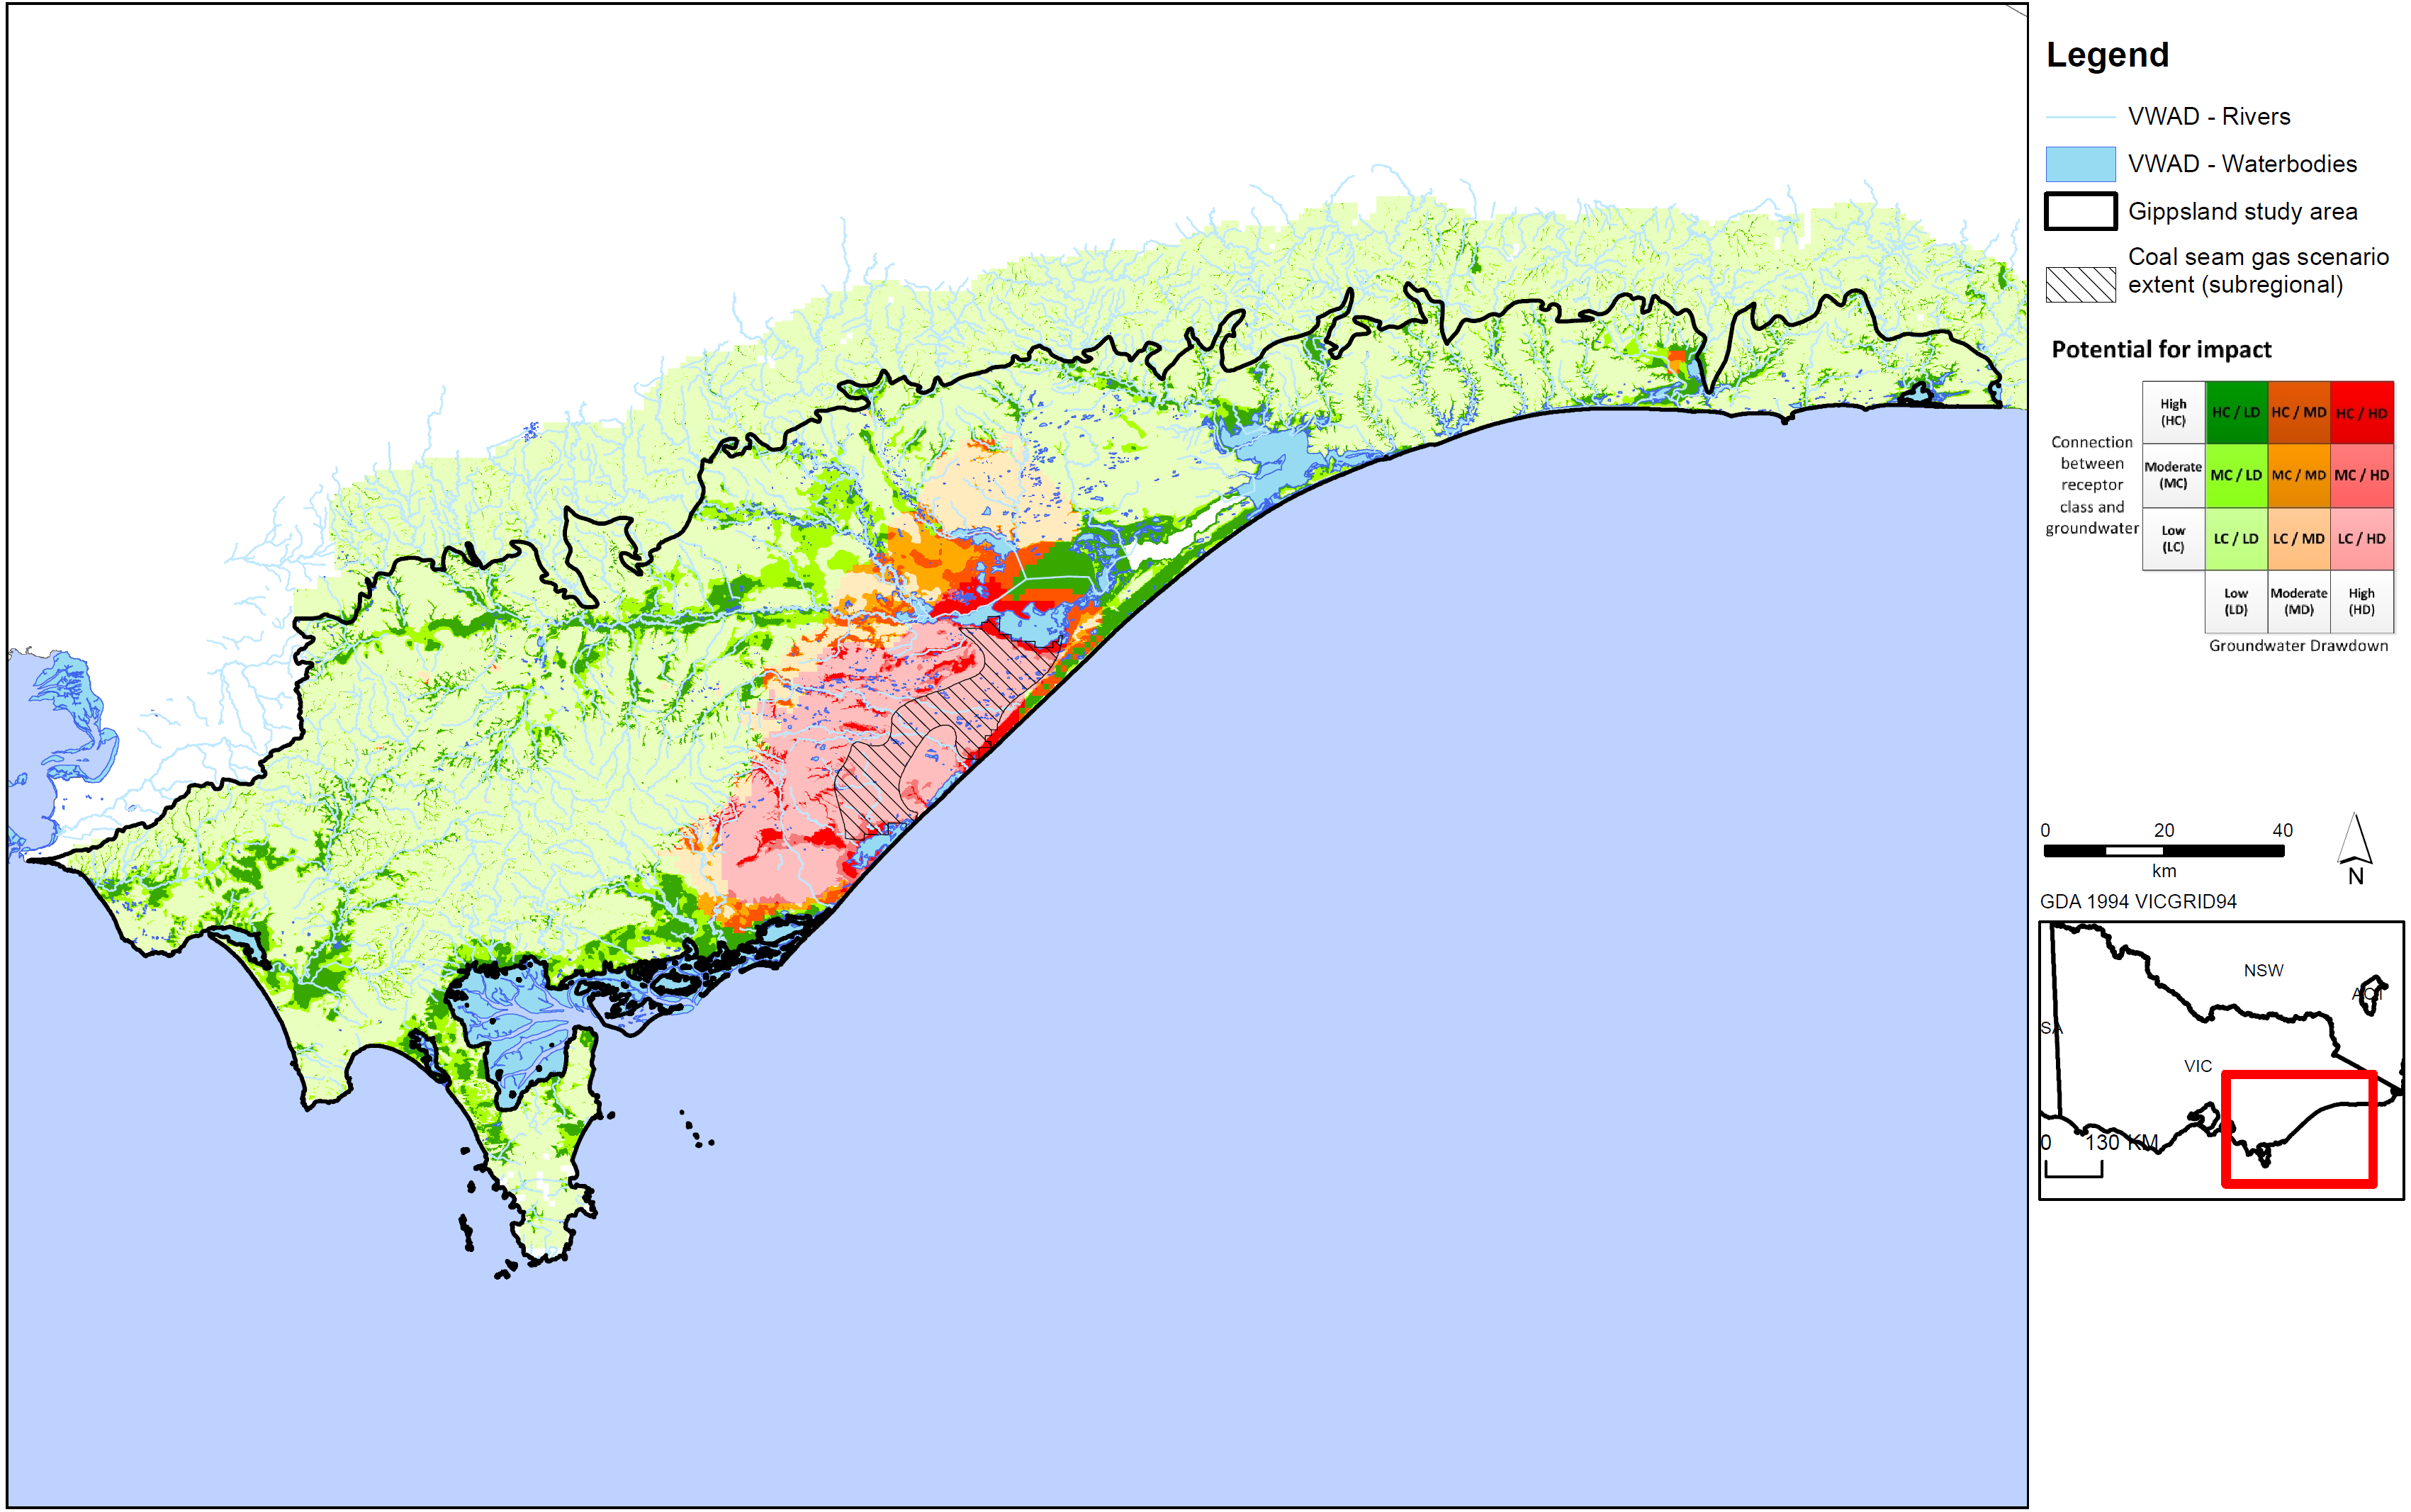 Legend
VWAD - Rivers
VWAD - Waterbodies
Gippsland study area
Coal seam gas scenario
extent (subregional)
Potential for impact
Connection
between
receptor
class and
groundwater
High
(HC)
HC / LD
HC / MD
HC / HD
Moderate
(MC)
MC / LD
MC / MD
MC / HD
Low
(LC)
LC / LD
LC / MD
LC / HD
Low
(LD)
Moderate
(MD)
High
(HD)
Groundwater Drawdown
0 20 40
km
N
GDA 1994 VICGRID94
NSW
ACT
SA
VIC
0 130 KM